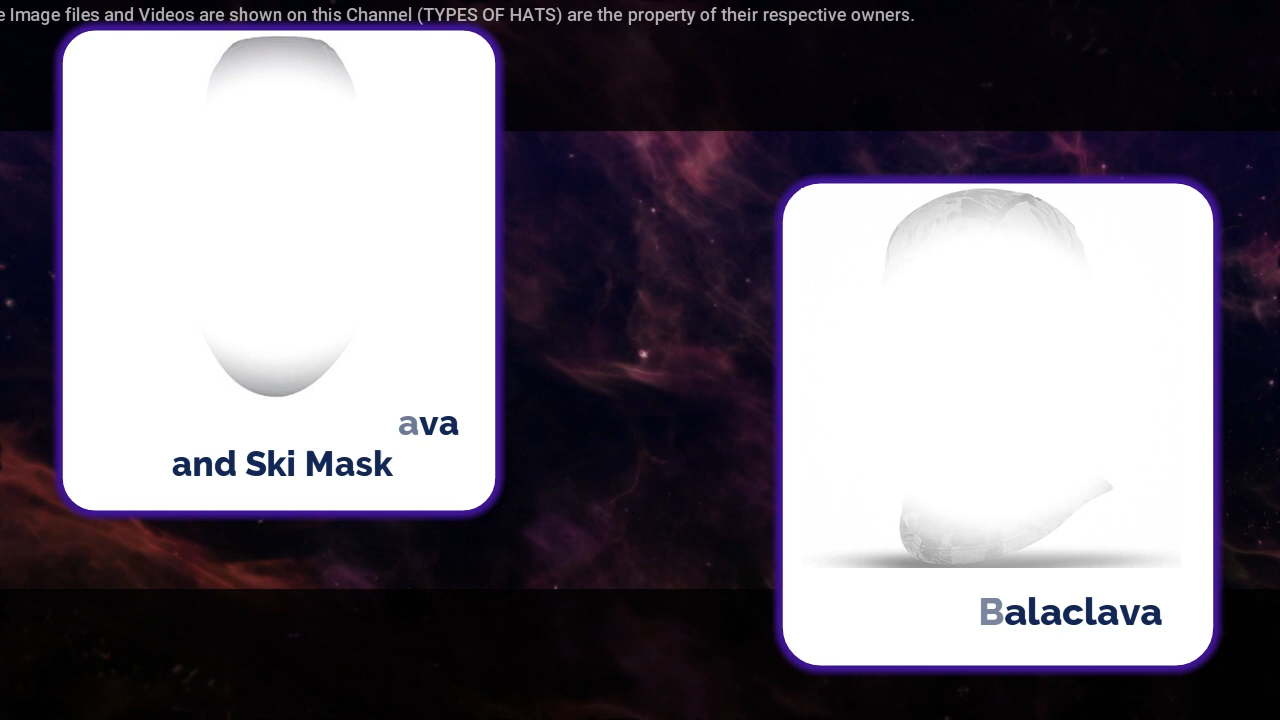 e Image files and Videos are shown on this Channel (TYPES OF HATS) are the property of their respective owners.
ava
and Ski Mask
Balaclava